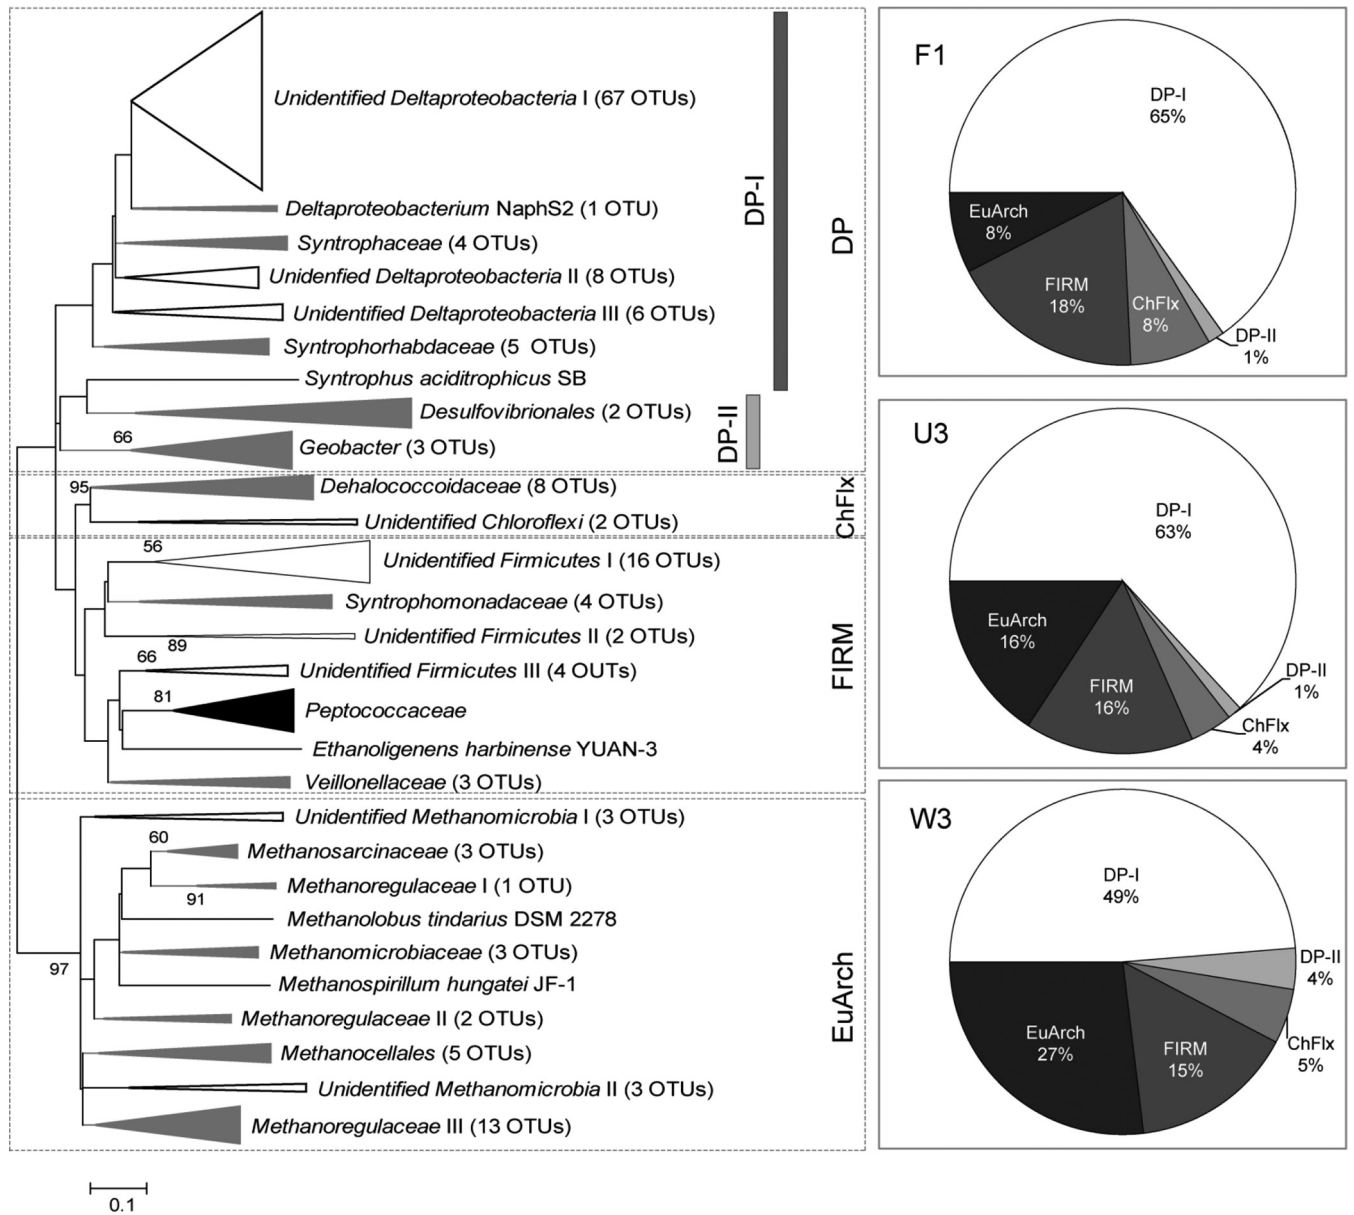 Unidentified Deltaproteobacteria I (67 OTUs)
Deltaproteobacterium NaphS2 (1 OTU)
Syntrophaceae (4 OTUs)
Unidenfied Deltaproteobacteria II (8 OTUs)
Unidentified Deltaproteobacteria III (6 OTUs)
Syntrophorhabdaceae (5 OTUs)
Syntrophus aciditrophicus SB
Desulfovibrionales (2 OTUs)
66
Geobacter (3 OTUs)
DP-I
DP-II
DP
95
Dehalococcoidaceae (8 OTUs)
Unidentified Chloroflexi (2 OTUs)
ChFlx
56
Unidentified Firmicutes I (16 OTUs)
Syntrophomonadaceae (4 OTUs)
Unidentified Firmicutes II (2 OTUs)
89
66
Unidentified Firmicutes III (4 OUTs)
81
Peptococcaceae
Ethanoligenens harbinense YUAN-3
Veillonellaceae (3 OTUs)
FIRM
Unidentified Methanomicrobia I (3 OTUs)
60
Methanosarcinaceae (3 OTUs)
Methanoregulaceae I (1 OTU)
91
Methanolobus tindarius DSM 2278
Methanomicrobiaceae (3 OTUs)
97
Methanospirillum hungatei JF-1
Methanoregulaceae II (2 OTUs)
Methanocellales (5 OTUs)
Unidentified Methanomicrobia II (3 OTUs)
Methanoregulaceae III (13 OTUs)
EuArch
0.1
F1
DP-I
65%
EuArch
8%
FIRM
18%
ChFlx
8%
DP-II
1%
U3
DP-I
63%
EuArch
16%
FIRM
16%
DP-II
1%
ChFlx
4%
W3
DP-I
49%
DP-II
4%
EuArch
27%
FIRM
15%
ChFlx
5%